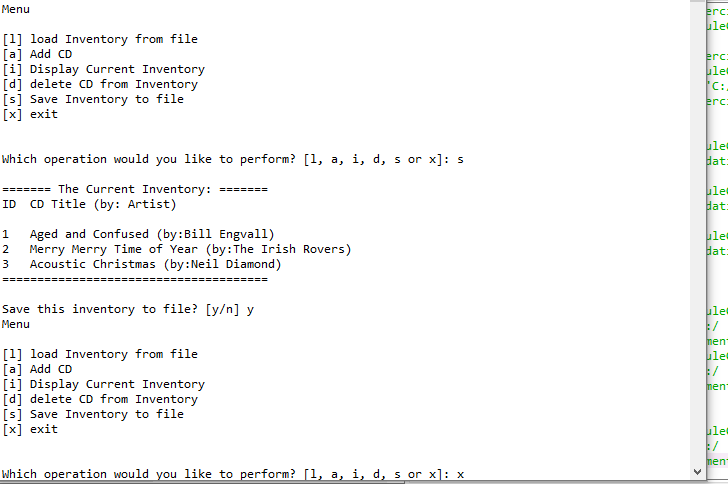 Menu
[l] load Inventory from file
[a] Add CD
[i] Display Current Inventory
[d] delete CD from Inventory
[s] Save Inventory to file
[x] exit
Which operation would you like to perform? [l, a, i, d, s or x]: s
======= The Current Inventory: =======
ID  CD Title (by: Artist)
1   Aged and Confused (by:Bill Engvall)
2   Merry Merry Time of Year (by:The Irish Rovers)
3   Acoustic Christmas (by:Neil Diamond)
======================================
Save this inventory to file? [y/n] y
Menu
[l] load Inventory from file
[a] Add CD
[i] Display Current Inventory
[d] delete CD from Inventory
[s] Save Inventory to file
[x] exit
Which operation would you like to perform? [l, a, i, d, s or x]: x